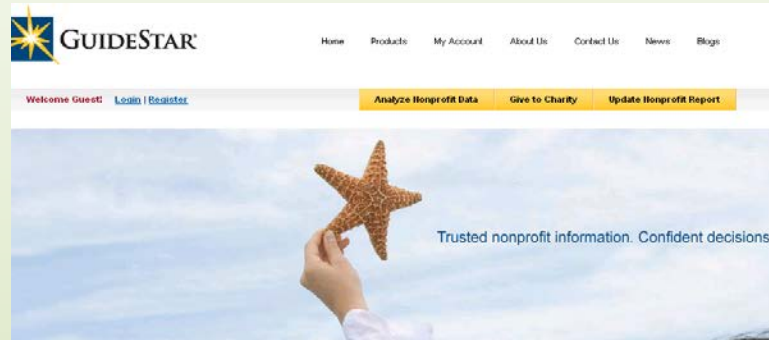 GUIDESTAR®
Home Products My Account About Us Contact Us News Blogs
Welcome Guest! Login | Register
Analyze Nonprofit Data Give to Charity Update Nonprofit Report
Trusted nonprofit information. Confident decisions